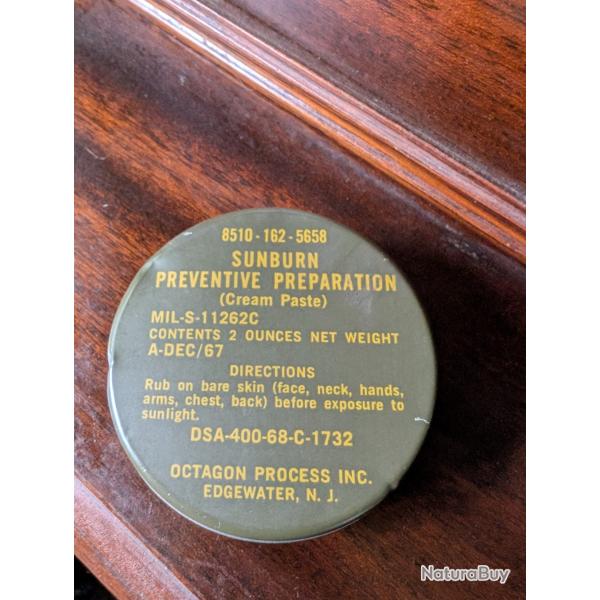 8510-162-5658
SUNBURN
PREVENTIVE PREPARATION
(Cream Paste)
MIL-S-11262C
CONTENTS 2 OUNCES NET WEIGHT
A-DEC/67
DIRECTIONS
Rub on bare skin (face, neck, hands,
arms, chest, back) before exposure to
sunlight.
DSA-400-68-C-1732
OCTAGON PROCESS INC.
EDGEWATER, N. J.
NaturaBuy